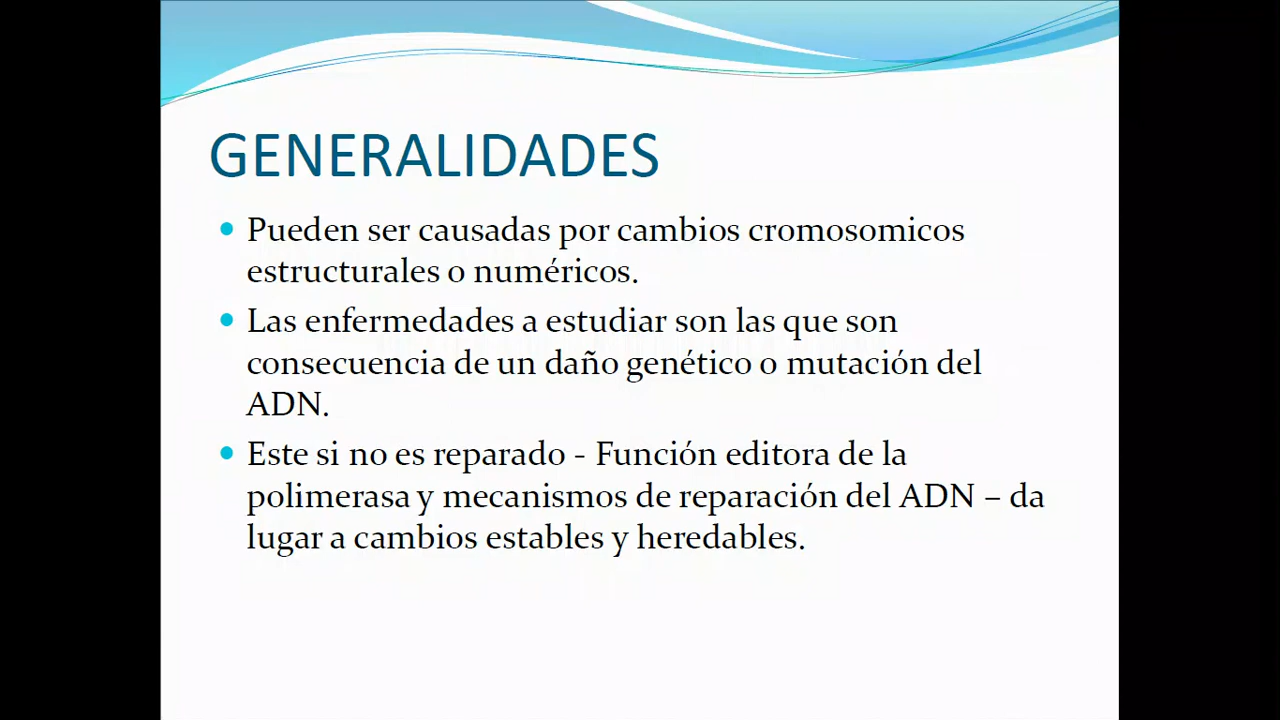 GENERALIDADES
• Pueden ser causadas por cambios cromosomicos
estructurales o numéricos.
• Las enfermedades a estudiar son las que son
consecuencia de un daño genético o mutación del
ADN.
• Este si no es reparado - Función editora de la
polimerasa y mecanismos de reparación del ADN – da
lugar a cambios estables y heredables.